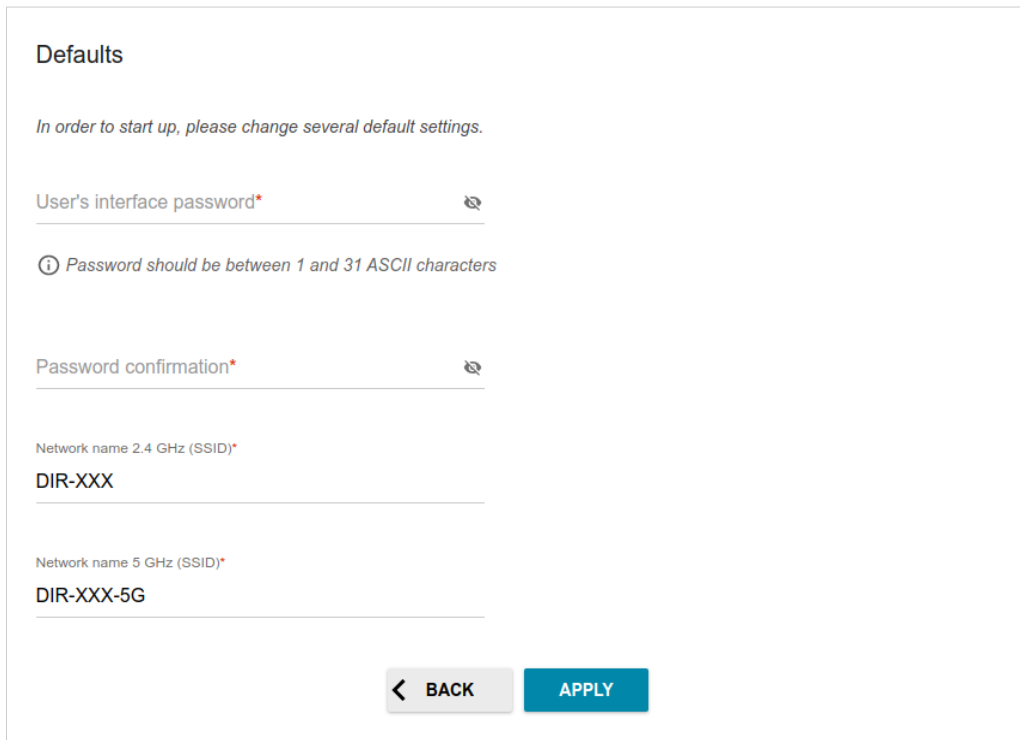 Defaults
In order to start up, please change several default settings.
User's interface password*
Password should be between 1 and 31 ASCII characters
Password confirmation*
Network name 2.4 GHz (SSID)*
DIR-XXX
Network name 5 GHz (SSID)*
DIR-XXX-5G
BACK APPLY